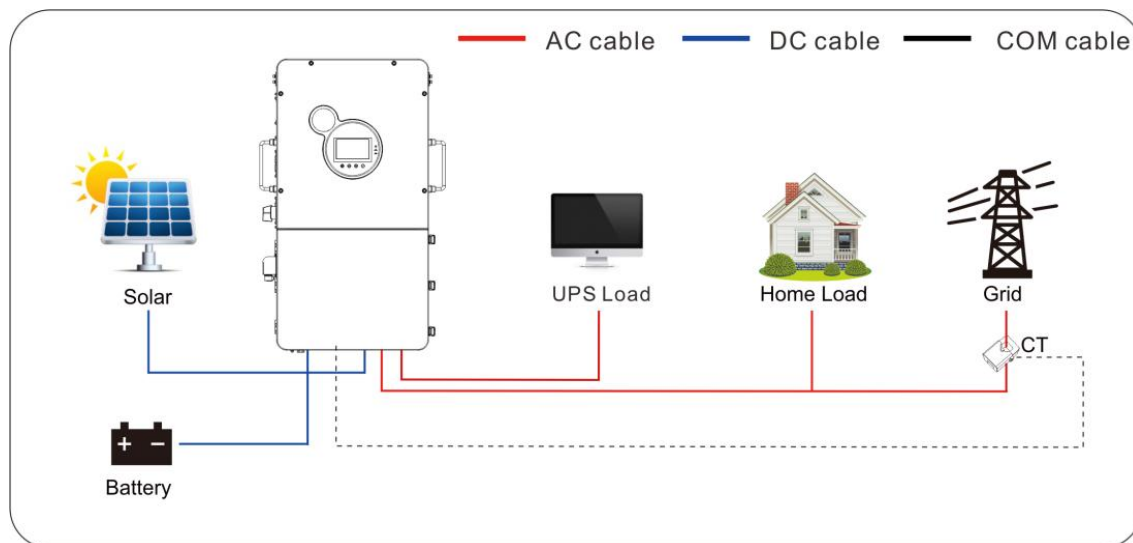 AC cable
DC cable
COM cable
Solar
UPS Load
Home Load
Grid
CT
+ −
Battery